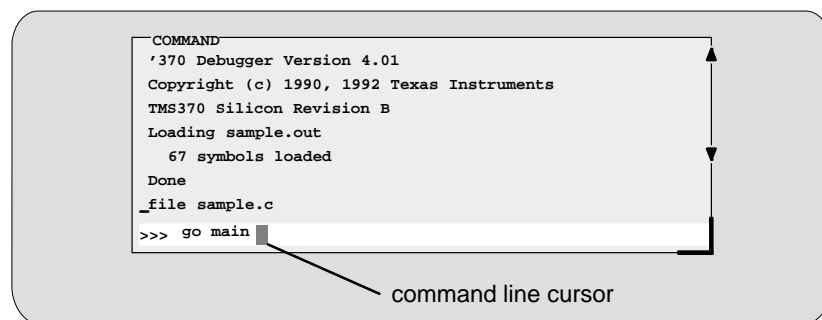 COMMAND
’370 Debugger Version 4.01
Copyright (c) 1990, 1992 Texas Instruments
TMS370 Silicon Revision B
Loading sample.out
67 symbols loaded
Done
file sample.c
>>> go main
command line cursor